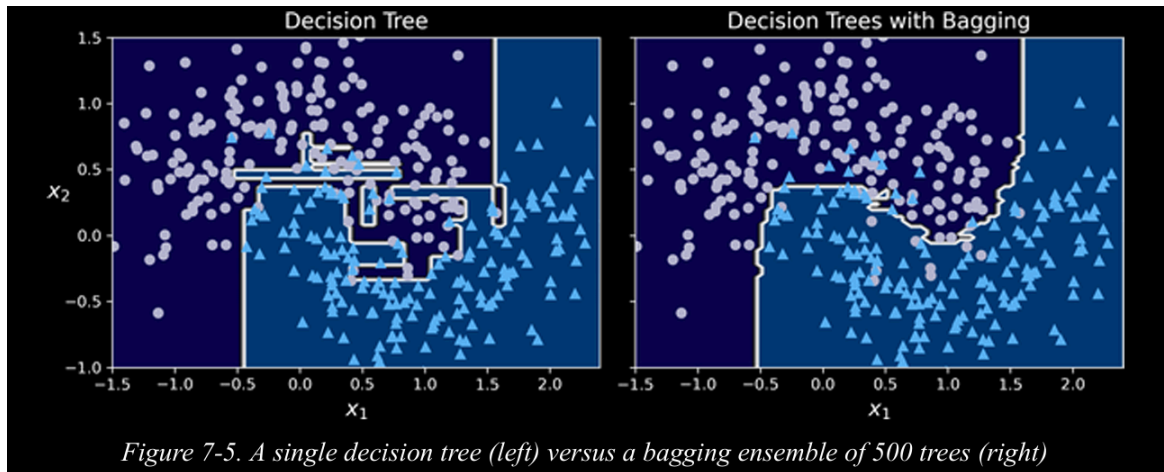 Decision Tree
Decision Trees with Bagging
1.5
1.0
0.5
0.0
−0.5
−1.0
x₂
−1.5 −1.0 −0.5 0.0 0.5 1.0 1.5 2.0
x₁
−1.5 −1.0 −0.5 0.0 0.5 1.0 1.5 2.0
x₁
Figure 7-5. A single decision tree (left) versus a bagging ensemble of 500 trees (right)